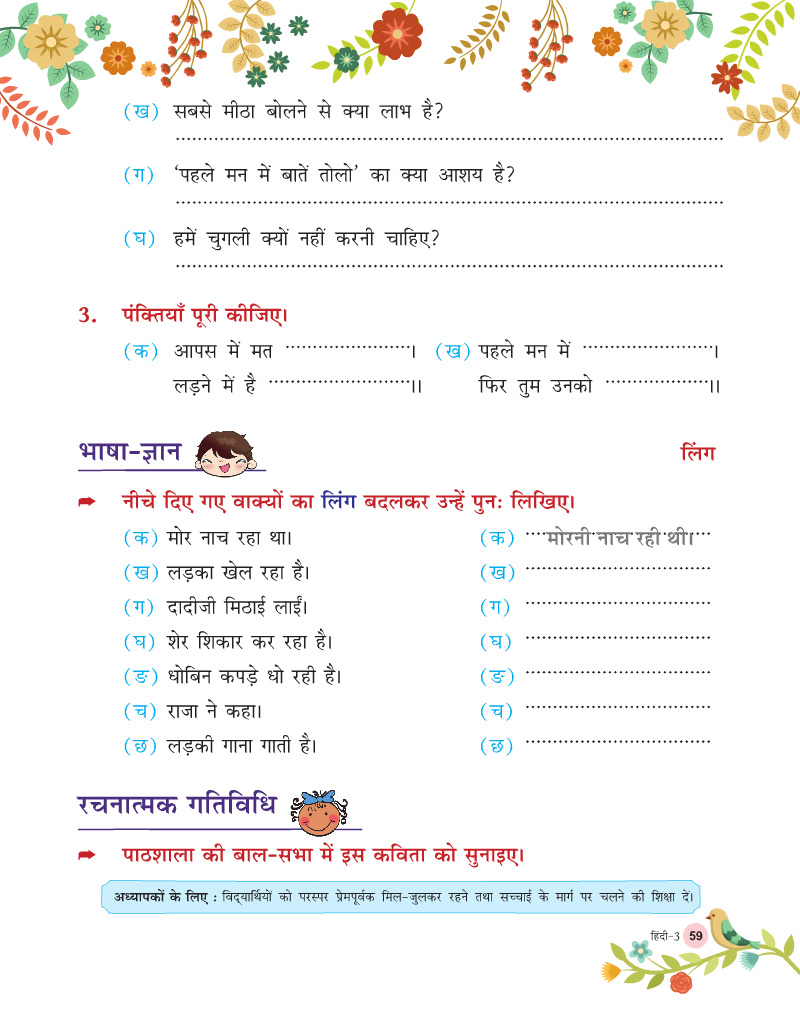 (ख) सबसे मीठा बोलने से क्या लाभ है?
(ग) ‘पहले मन में बातें तोलो’ का क्या आशय है?
(घ) हमें चुगली क्यों नहीं करनी चाहिए?
3. पंक्तियाँ पूरी कीजिए।
(क) आपस में मत ........................... । (ख) पहले मन में ......................... ।
लड़ने में है ........................... ।। फिर तुम उनको .................... ।।
भाषा-ज्ञान लिंग
➡ नीचे दिए गए वाक्यों का लिंग बदलकर उन्हें पुनः लिखिए।
(क) मोर नाच रहा था। (क) मोरनी नाच रही थी।
(ख) लड़का खेल रहा है। (ख) ...................................
(ग) दादीजी मिठाई लाईं। (ग) ...................................
(घ) शेर शिकार कर रहा है। (घ) ...................................
(ङ) धोबिन कपड़े धो रही है। (ङ) ...................................
(च) राजा ने कहा। (च) ...................................
(छ) लड़की गाना गाती है। (छ) ...................................
रचनात्मक गतिविधि
➡ पाठशाला की बाल-सभा में इस कविता को सुनाइए।
अध्यापकों के लिए : विद्यार्थियों को परस्पर प्रेमपूर्वक मिल-जुलकर रहने तथा सच्चाई के मार्ग पर चलने की शिक्षा दें।
हिंदी-3 59